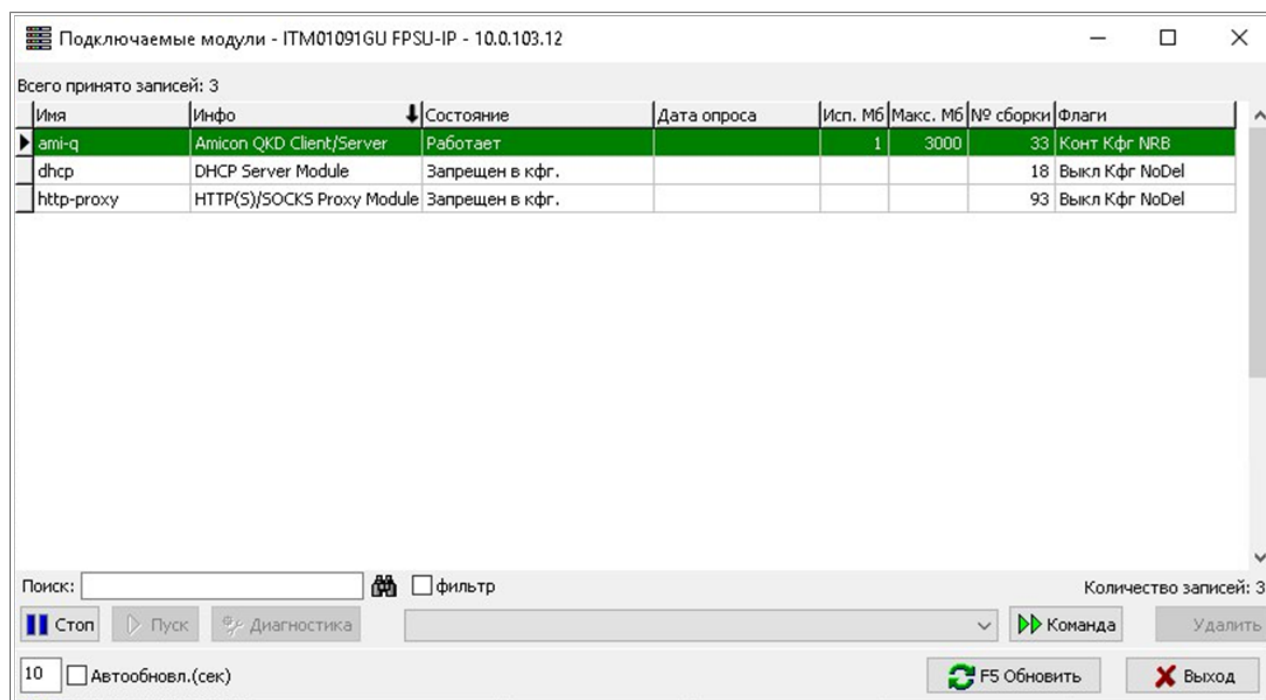 Подключаемые модули - ITM01091GU FPSU-IP - 10.0.103.12
Всего принято записей: 3
Имя Инфо Состояние Дата опроса Исп. Мб Макс. Мб № сборки Флаги
ami-q Amicon QKD Client/Server Работает 1 3000 33 Конт Кфг NRB
dhcp DHCP Server Module Запрещен в кфг. 18 Выкл Кфг NoDel
http-proxy HTTP(S)/SOCKS Proxy Module Запрещен в кфг. 93 Выкл Кфг NoDel
Поиск: фильтр Количество записей: 3
Стоп Пуск Диагностика Команда Удалить
10 Автообновл.(сек) F5 Обновить Выход